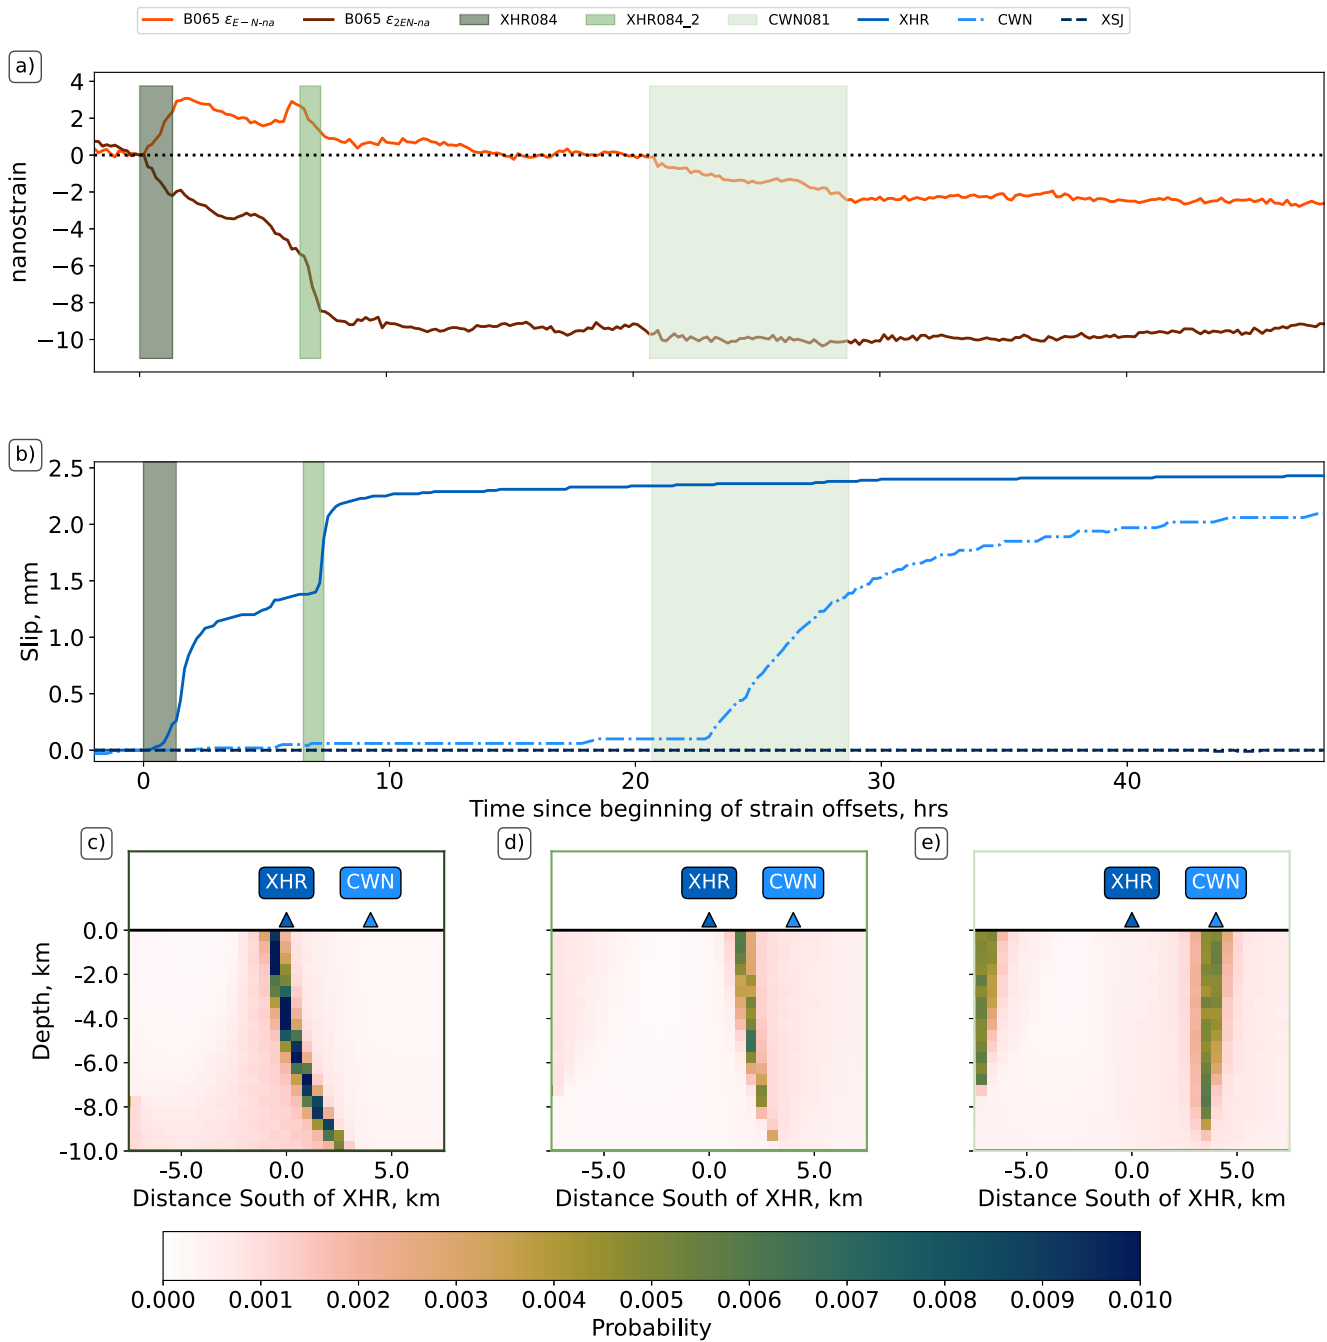 B065 ε_{E−N-na} B065 ε_{2EN-na} XHR084 XHR084_2 CWN081 XHR CWN XSJ
a)
4
2
0
−2
−4
−6
−8
−10
nanostrain
b)
2.5
2.0
1.5
1.0
0.5
0.0
Slip, mm
0 10 20 30 40
Time since beginning of strain offsets, hrs
c) d) e)
XHR CWN XHR CWN XHR CWN
0.0
-2.0
-4.0
-6.0
-8.0
-10.0
Depth, km
-5.0 0.0 5.0 -5.0 0.0 5.0 -5.0 0.0 5.0
Distance South of XHR, km Distance South of XHR, km Distance South of XHR, km
0.000 0.001 0.002 0.003 0.004 0.005 0.006 0.007 0.008 0.009 0.010
Probability